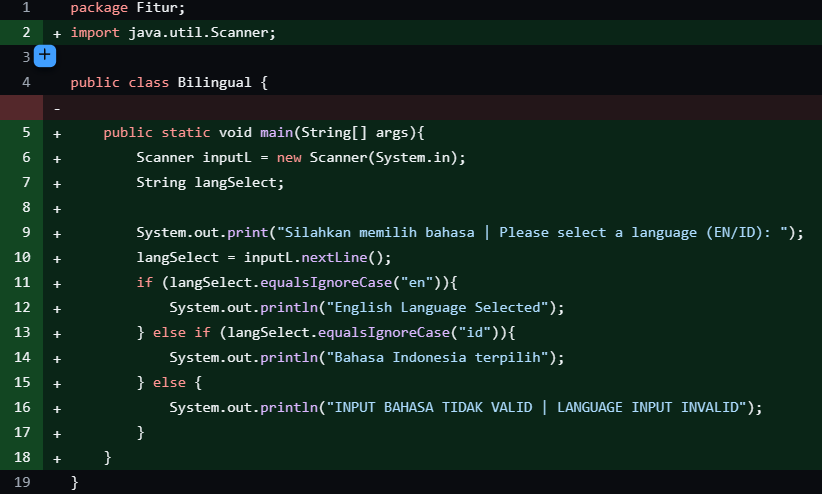 1 package Fitur;
2 + import java.util.Scanner;
3 +
4 public class Bilingual {
-
5 + public static void main(String[] args){
6 + Scanner inputL = new Scanner(System.in);
7 + String langSelect;
8 +
9 + System.out.print("Silahkan memilih bahasa | Please select a language (EN/ID): ");
10 + langSelect = inputL.nextLine();
11 + if (langSelect.equalsIgnoreCase("en")){
12 + System.out.println("English Language Selected");
13 + } else if (langSelect.equalsIgnoreCase("id")){
14 + System.out.println("Bahasa Indonesia terpilih");
15 + } else {
16 + System.out.println("INPUT BAHASA TIDAK VALID | LANGUAGE INPUT INVALID");
17 + }
18 + }
19 }